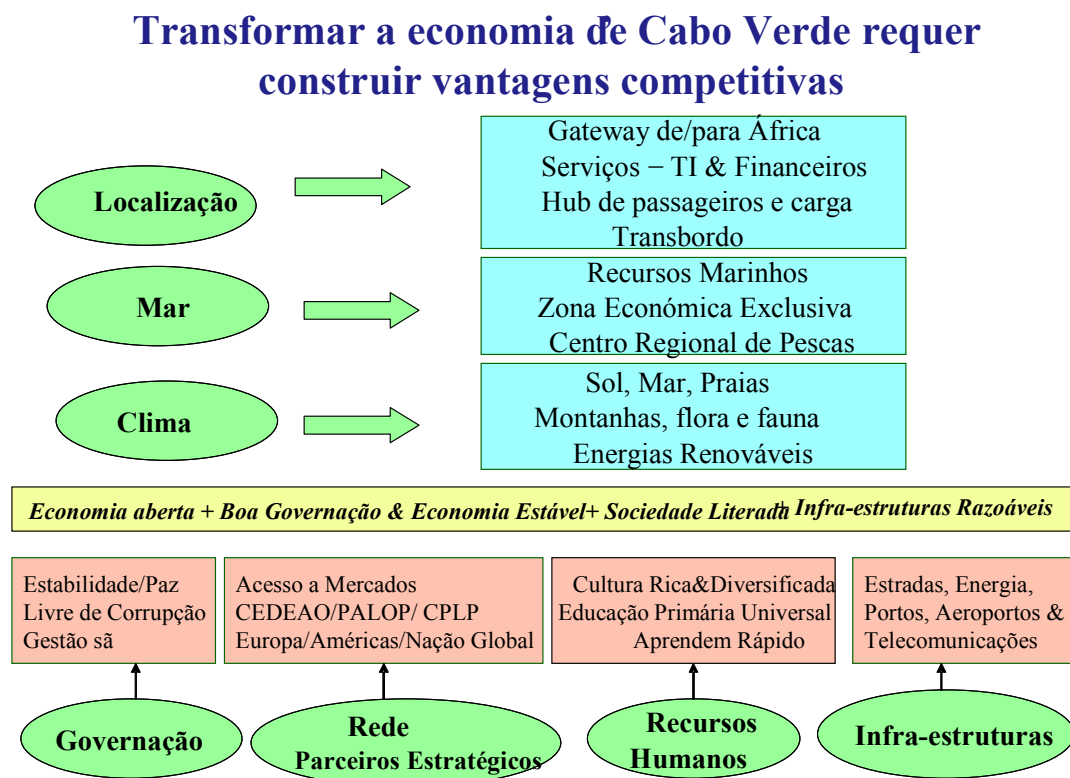 Transformar a economia de Cabo Verde requer
construir vantagens competitivas
Localização
Gateway de/para África
Serviços – TI & Financeiros
Hub de passageiros e carga
Transbordo
Mar
Recursos Marinhos
Zona Económica Exclusiva
Centro Regional de Pescas
Clima
Sol, Mar, Praias
Montanhas, flora e fauna
Energias Renováveis
Economia aberta + Boa Governação & Economia Estável+ Sociedade Literada + Infra-estruturas Razoáveis
Estabilidade/Paz
Livre de Corrupção
Gestão sã
Acesso a Mercados
CEDEAO/PALOP/ CPLP
Europa/Américas/Nação Global
Cultura Rica&Diversificada
Educação Primária Universal
Aprendem Rápido
Estradas, Energia,
Portos, Aeroportos &
Telecomunicações
Governação
Rede
Parceiros Estratégicos
Recursos
Humanos
Infra-estruturas